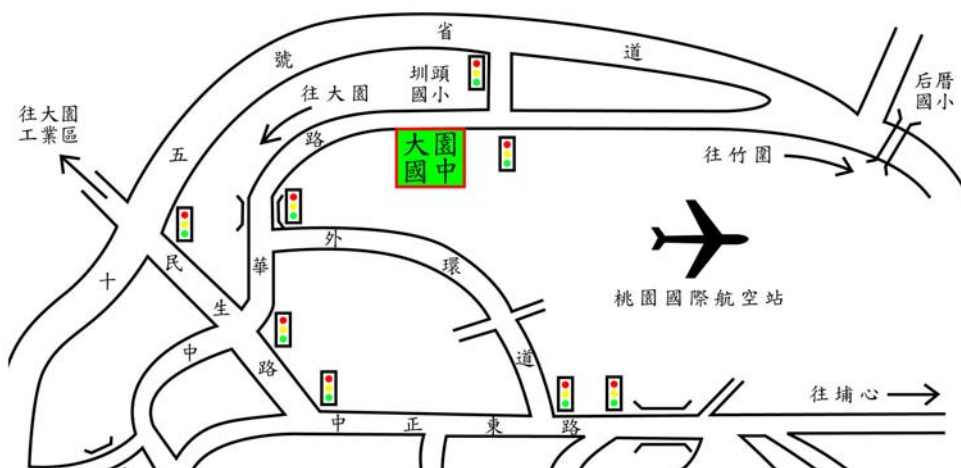 省
號
道
圳頭
國小
后厝
國小
往大園
往大園
工業區
路
五
大園
國中
往竹圍
外
十
民
華
環
生
桃園國際航空站
中
路
道
往埔心
中正東路